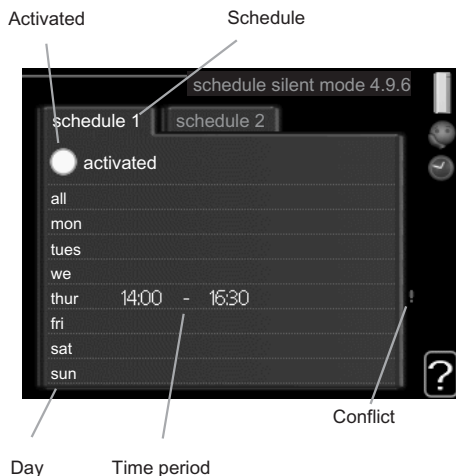 Activated Schedule
schedule silent mode 4.9.6
schedule 1 schedule 2
activated
all
mon
tues
we
thur 14:00 - 16:30 !
fri
sat
sun
?
Conflict
Day Time period